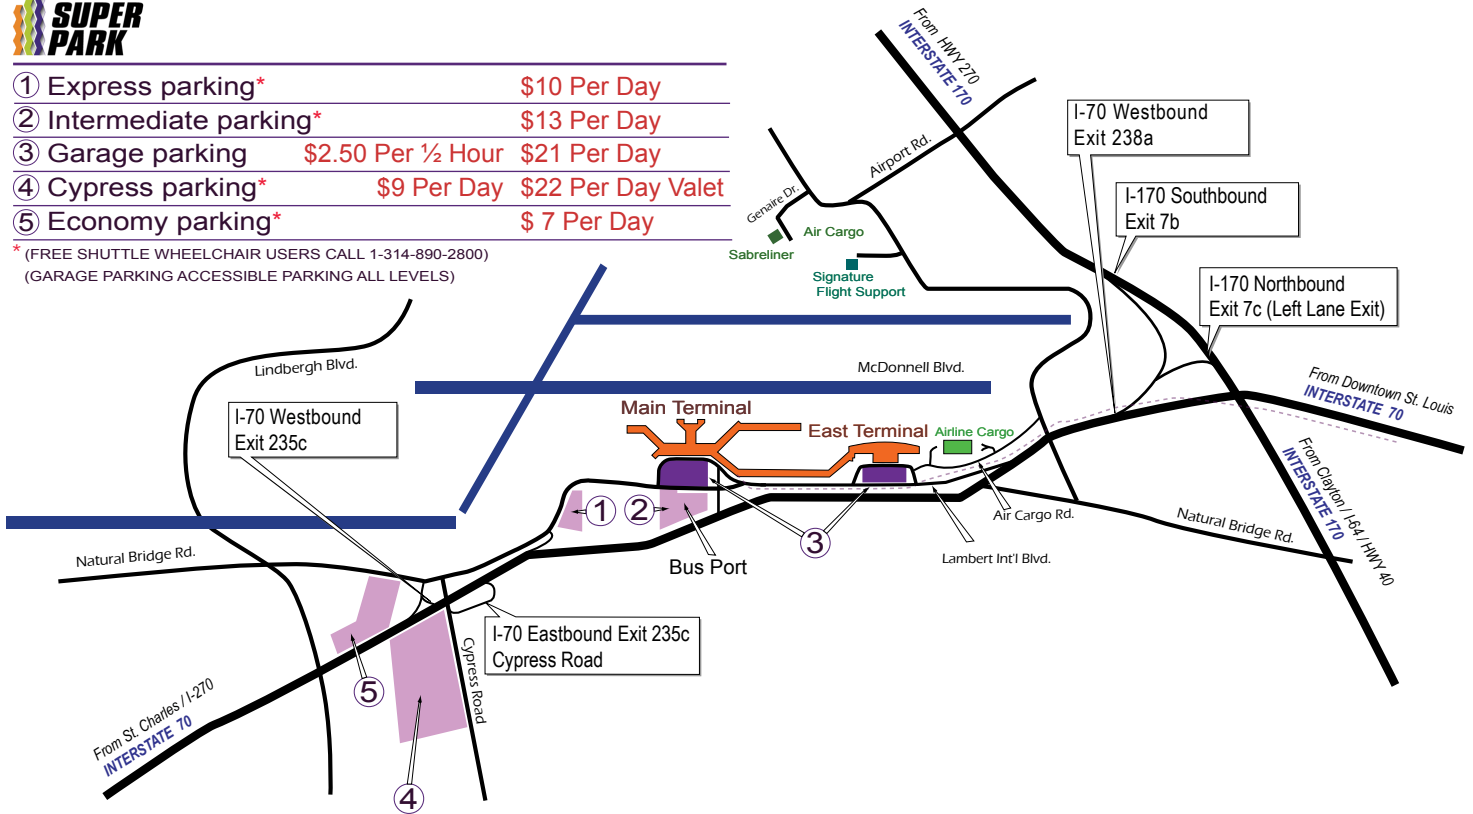 SUPER
PARK
1 Express parking* $10 Per Day
2 Intermediate parking* $13 Per Day
3 Garage parking $2.50 Per ½ Hour $21 Per Day
4 Cypress parking* $9 Per Day $22 Per Day Valet
5 Economy parking* $ 7 Per Day
* (FREE SHUTTLE WHEELCHAIR USERS CALL 1-314-890-2800)
(GARAGE PARKING ACCESSIBLE PARKING ALL LEVELS)
From HWY 270
INTERSTATE 170
I-70 Westbound
Exit 238a
Airport Rd.
Genaire Dr.
I-170 Southbound
Exit 7b
Air Cargo
Sabreliner
Signature
Flight Support
I-170 Northbound
Exit 7c (Left Lane Exit)
Lindbergh Blvd.
McDonnell Blvd.
From Downtown St. Louis
INTERSTATE 70
I-70 Westbound
Exit 235c
Main Terminal
East Terminal
Airline Cargo
From Clayton / I-64 / HWY 40
INTERSTATE 170
1
2
3
Air Cargo Rd.
Natural Bridge Rd.
Natural Bridge Rd.
Bus Port
Lambert Int'l Blvd.
I-70 Eastbound Exit 235c
Cypress Road
Cypress Road
5
From St. Charles / I-270
INTERSTATE 70
4